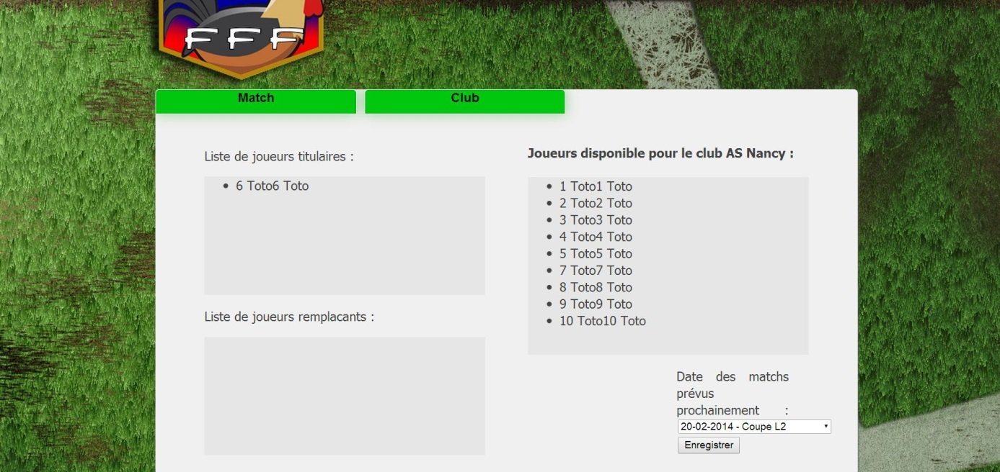 FFF
Match
Club
Liste de joueurs titulaires :
6 Toto6 Toto
Liste de joueurs remplacants :
Joueurs disponible pour le club AS Nancy :
1 Toto1 Toto
2 Toto2 Toto
3 Toto3 Toto
4 Toto4 Toto
5 Toto5 Toto
7 Toto7 Toto
8 Toto8 Toto
9 Toto9 Toto
10 Toto10 Toto
Date des matchs
prévus
prochainement :
20-02-2014 - Coupe L2
Enregistrer